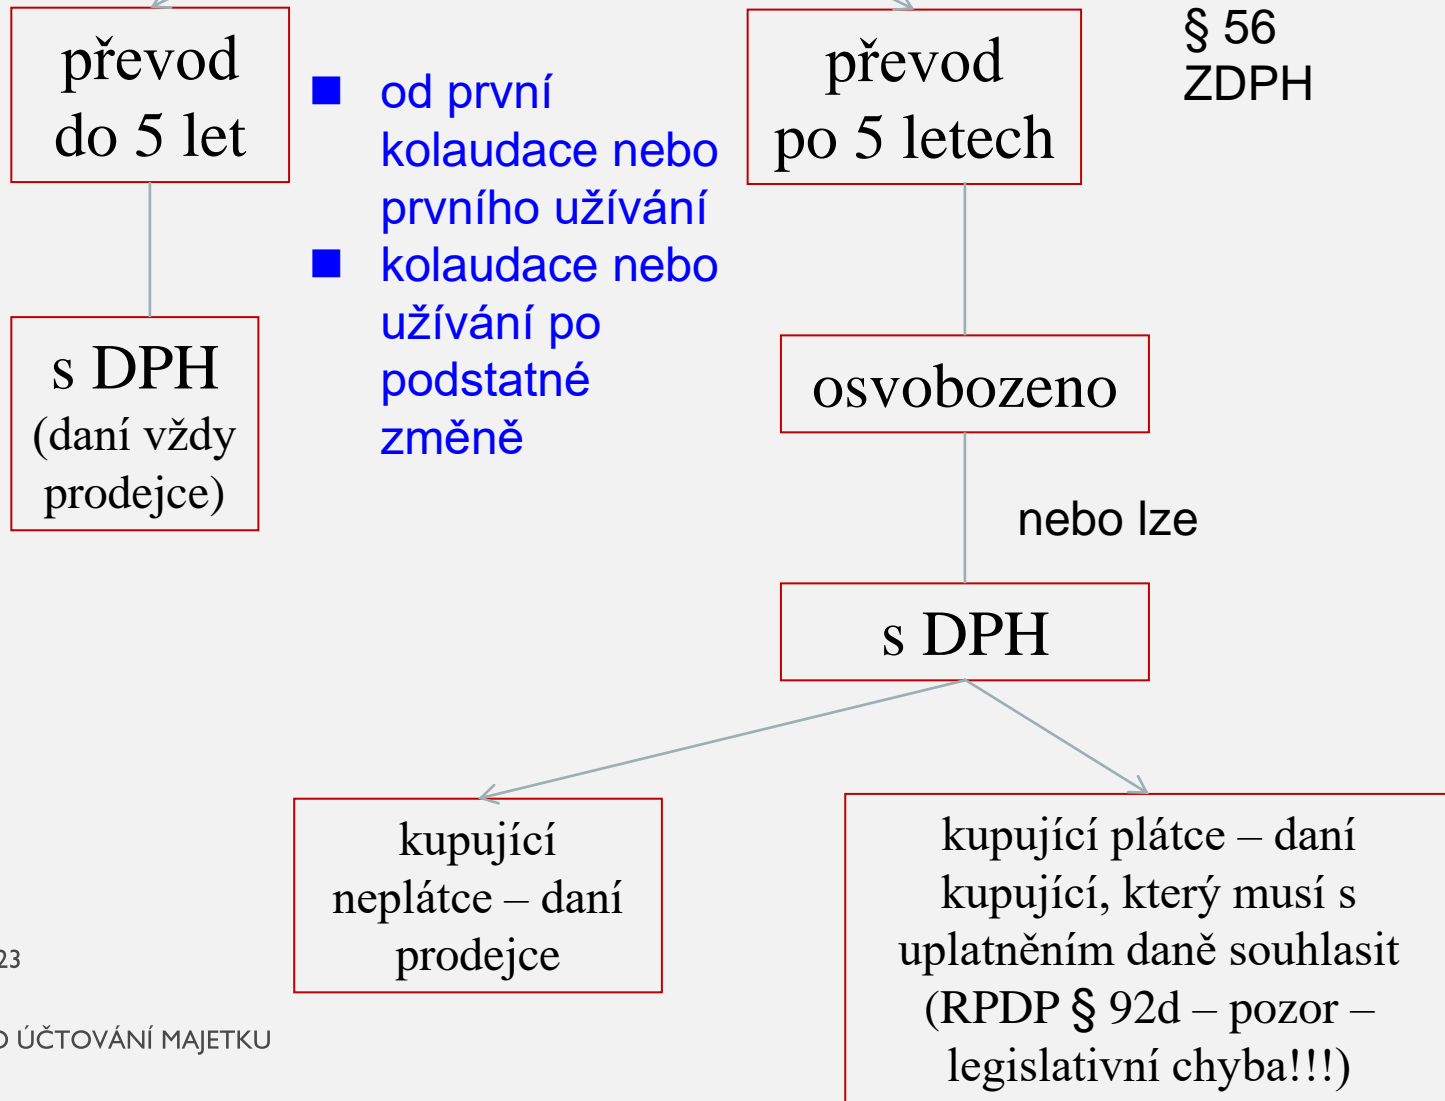 převod
do 5 let
od první
kolaudace nebo
prvního užívání
kolaudace nebo
užívání po
podstatné
změně
převod
po 5 letech
§ 56
ZDPH
s DPH
(daní vždy
prodejce)
osvobozeno
nebo lze
s DPH
kupující
neplátce – daní
prodejce
kupující plátce – daní
kupující, který musí s
uplatněním daně souhlasit
(RPDP § 92d – pozor –
legislativní chyba!!!)
23
O ÚČTOVÁNÍ MAJETKU